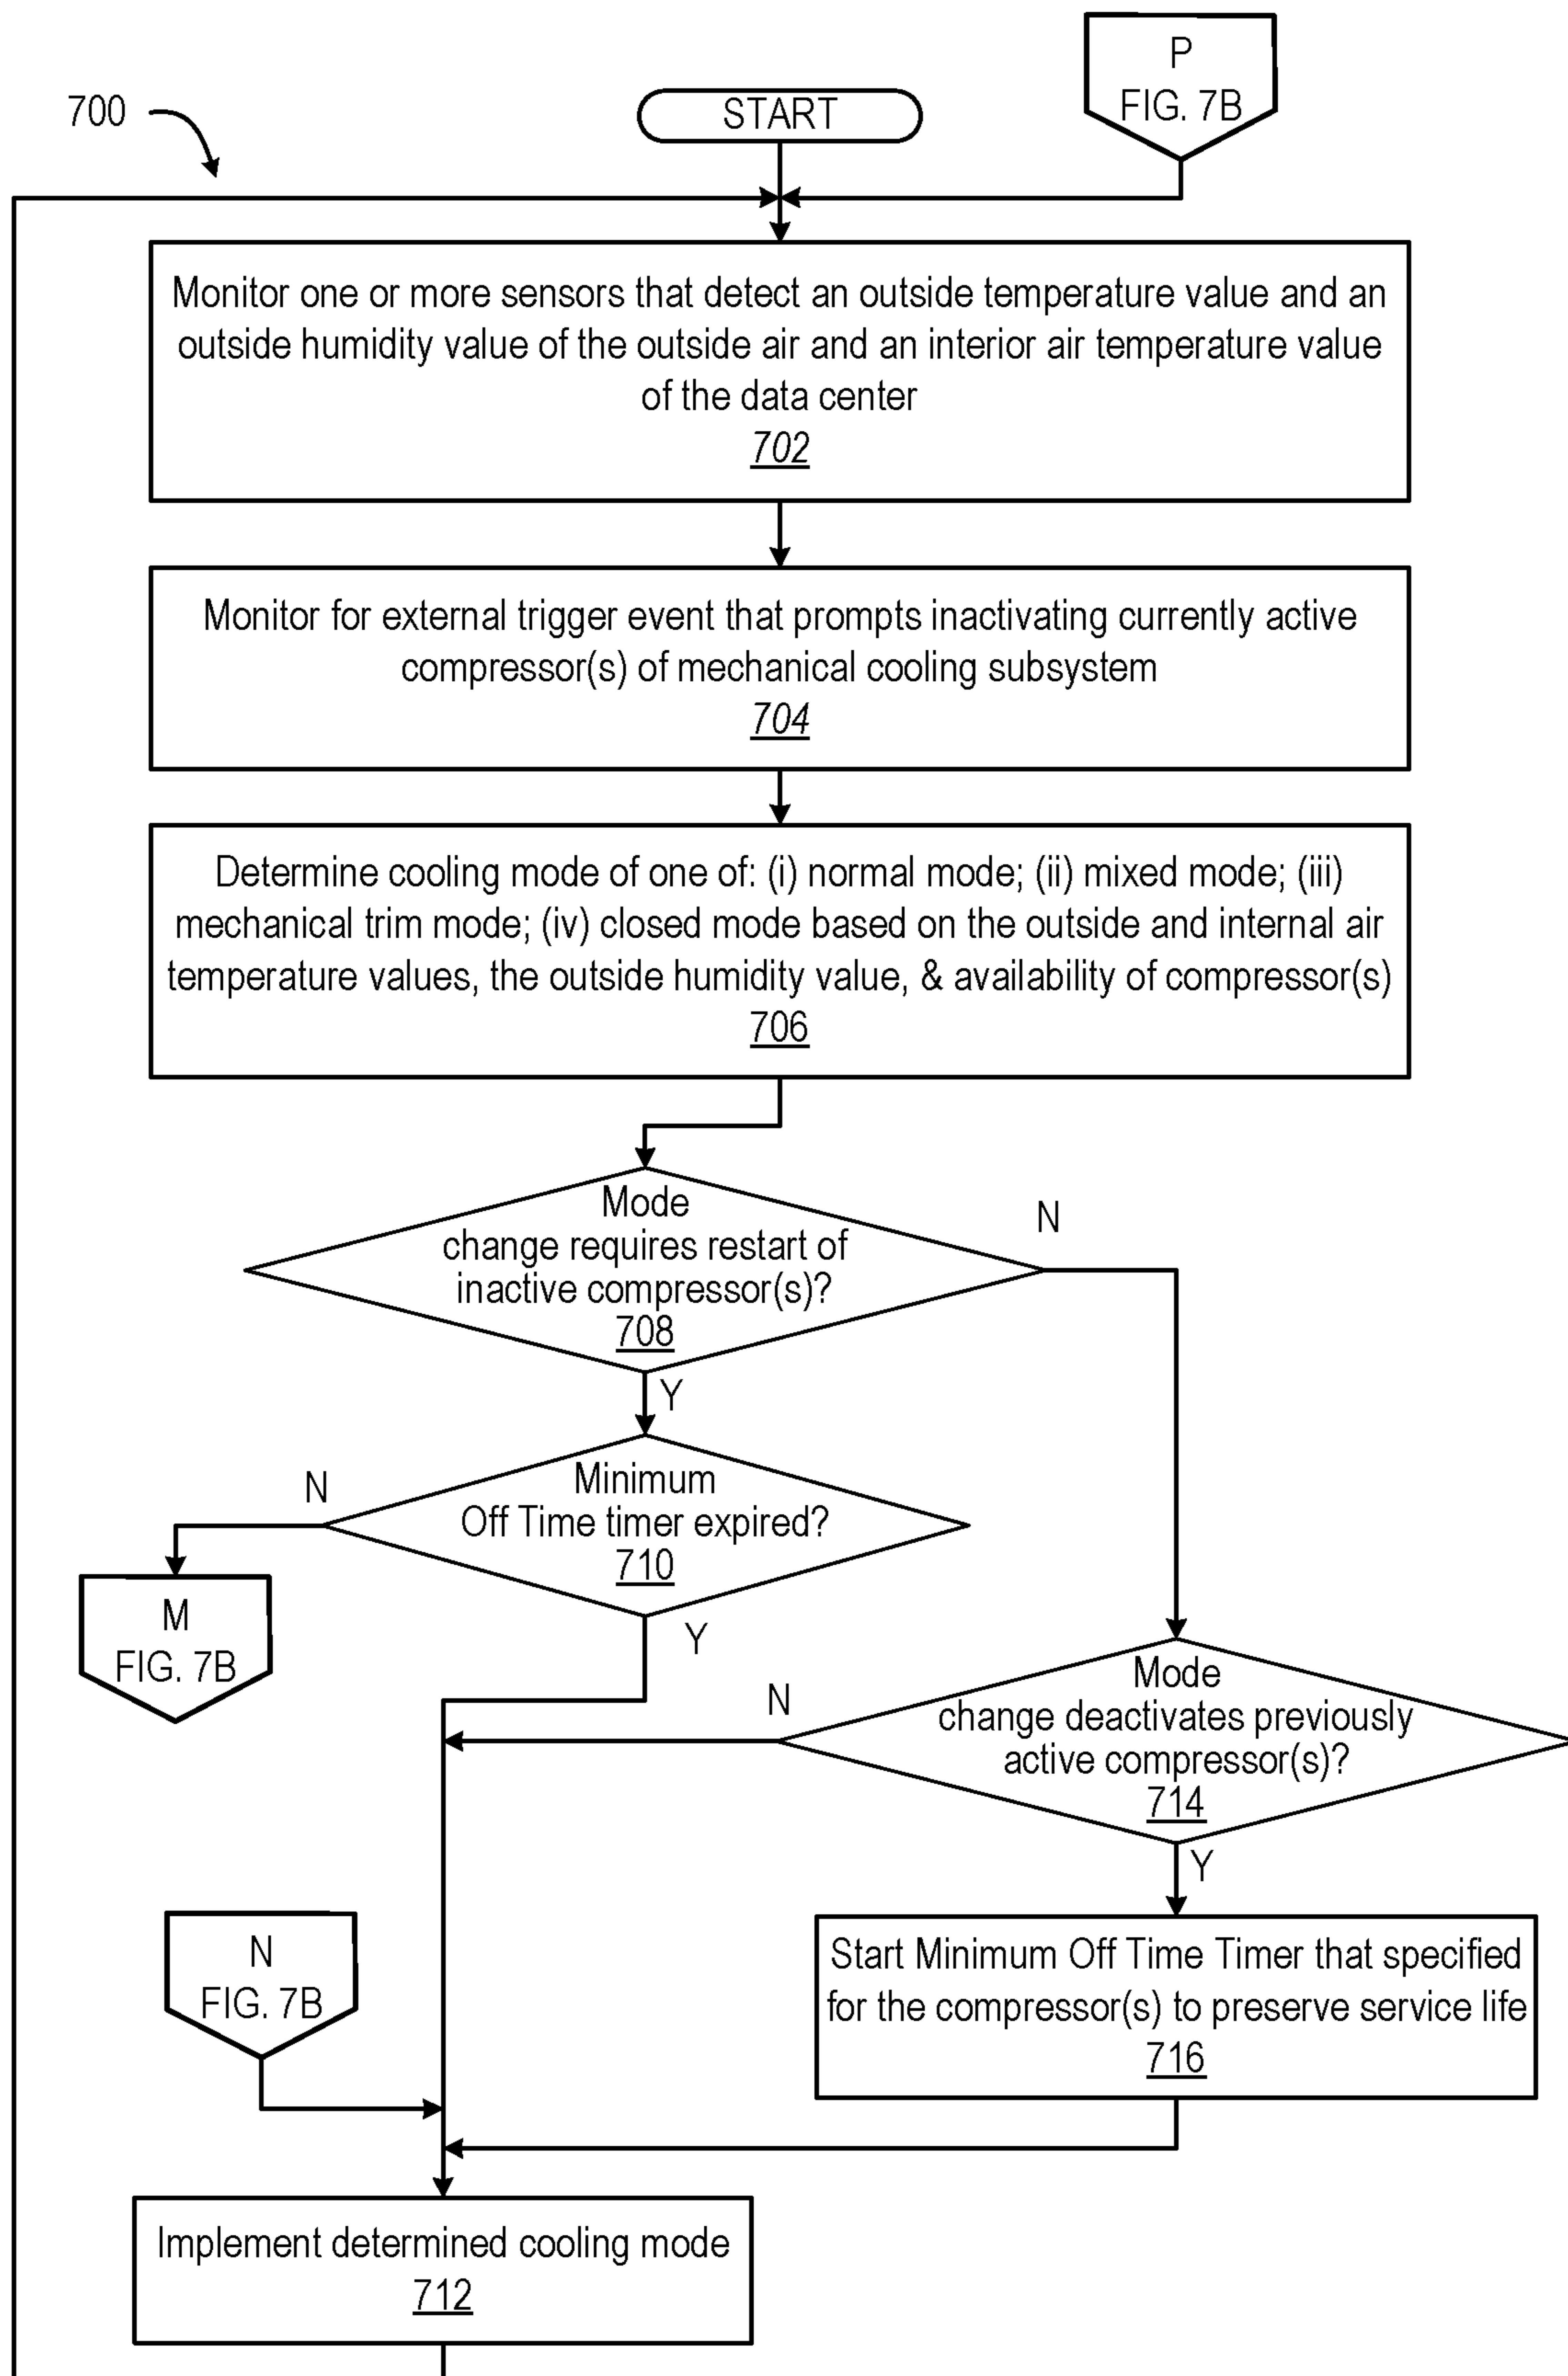 P
FIG. 7B
700
START
Monitor one or more sensors that detect an outside temperature value and an
outside humidity value of the outside air and an interior air temperature value
of the data center
702
Monitor for external trigger event that prompts inactivating currently active
compressor(s) of mechanical cooling subsystem
704
Determine cooling mode of one of: (i) normal mode; (ii) mixed mode; (iii)
mechanical trim mode; (iv) closed mode based on the outside and internal air
temperature values, the outside humidity value, & availability of compressor(s)
706
Mode
change requires restart of
inactive compressor(s)?
708
N
Y
Minimum
Off Time timer expired?
710
N
Y
M
FIG. 7B
Mode
change deactivates previously
active compressor(s)?
714
N
Y
Start Minimum Off Time Timer that specified
for the compressor(s) to preserve service life
716
N
FIG. 7B
Implement determined cooling mode
712